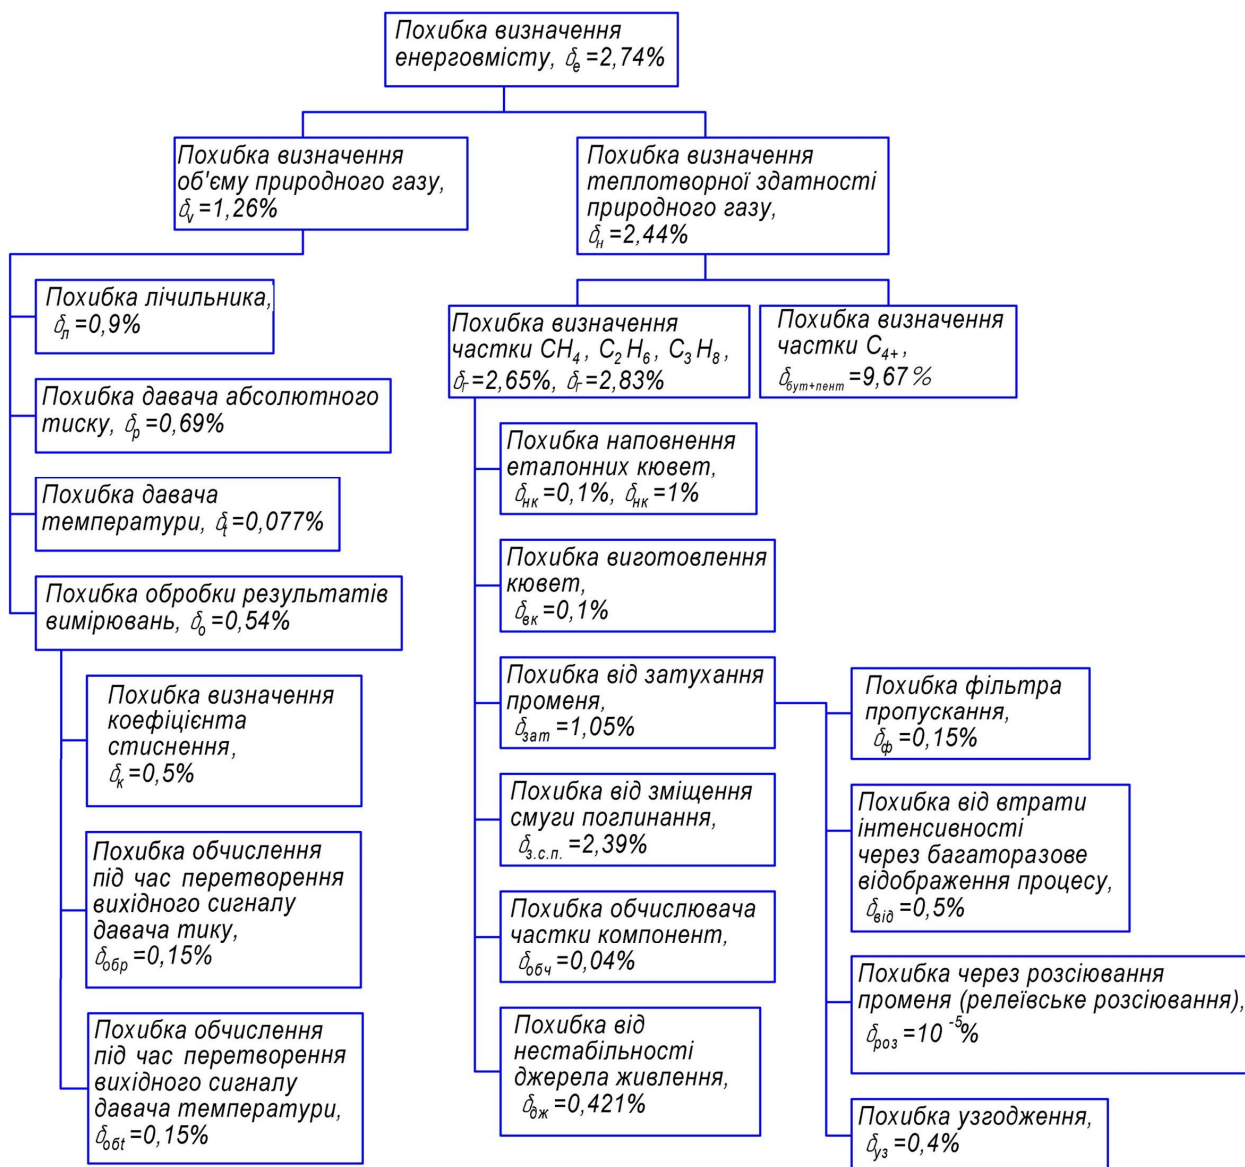 Похибка визначення
енерговмісту, δe =2,74%
Похибка визначення
об'єму природного газу,
δv =1,26%
Похибка визначення
теплотворної здатності
природного газу,
δн =2,44%
Похибка лічильника,
δл =0,9%
Похибка давача абсолютного
тиску, δp =0,69%
Похибка давача
температури, δt =0,077%
Похибка обробки результатів
вимірювань, δо =0,54%
Похибка визначення
коефіцієнта
стиснення,
δк =0,5%
Похибка обчислення
під час перетворення
вихідного сигналу
давача тику,
δобр =0,15%
Похибка обчислення
під час перетворення
вихідного сигналу
давача температури,
δобt =0,15%
Похибка визначення
частки CH4, C2H6, C3H8,
δг =2,65%, δг =2,83%
Похибка визначення
частки C4+,
δбут+пент =9,67%
Похибка наповнення
еталонних кювет,
δнк =0,1%, δнк =1%
Похибка виготовлення
кювет,
δвк =0,1%
Похибка від затухання
променя,
δзат =1,05%
Похибка від зміщення
смуги поглинання,
δз.с.п. =2,39%
Похибка обчислювача
частки компонент,
δобч =0,04%
Похибка від
нестабільності
джерела живлення,
δдж =0,421%
Похибка фільтра
пропускання,
δф =0,15%
Похибка від втрати
інтенсивності
через багаторазове
відображення процесу,
δвід =0,5%
Похибка через розсіювання
променя (релеївське розсіювання),
δроз =10⁻⁵%
Похибка узгодження,
δуз =0,4%